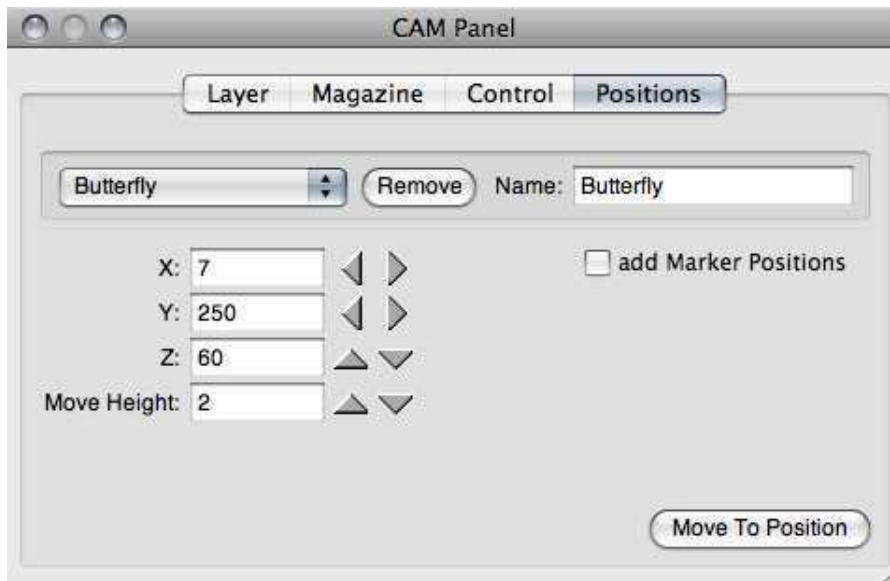 CAM Panel
Layer Magazine Control Positions
Butterfly Remove Name: Butterfly
X: 7 add Marker Positions
Y: 250
Z: 60
Move Height: 2
Move To Position